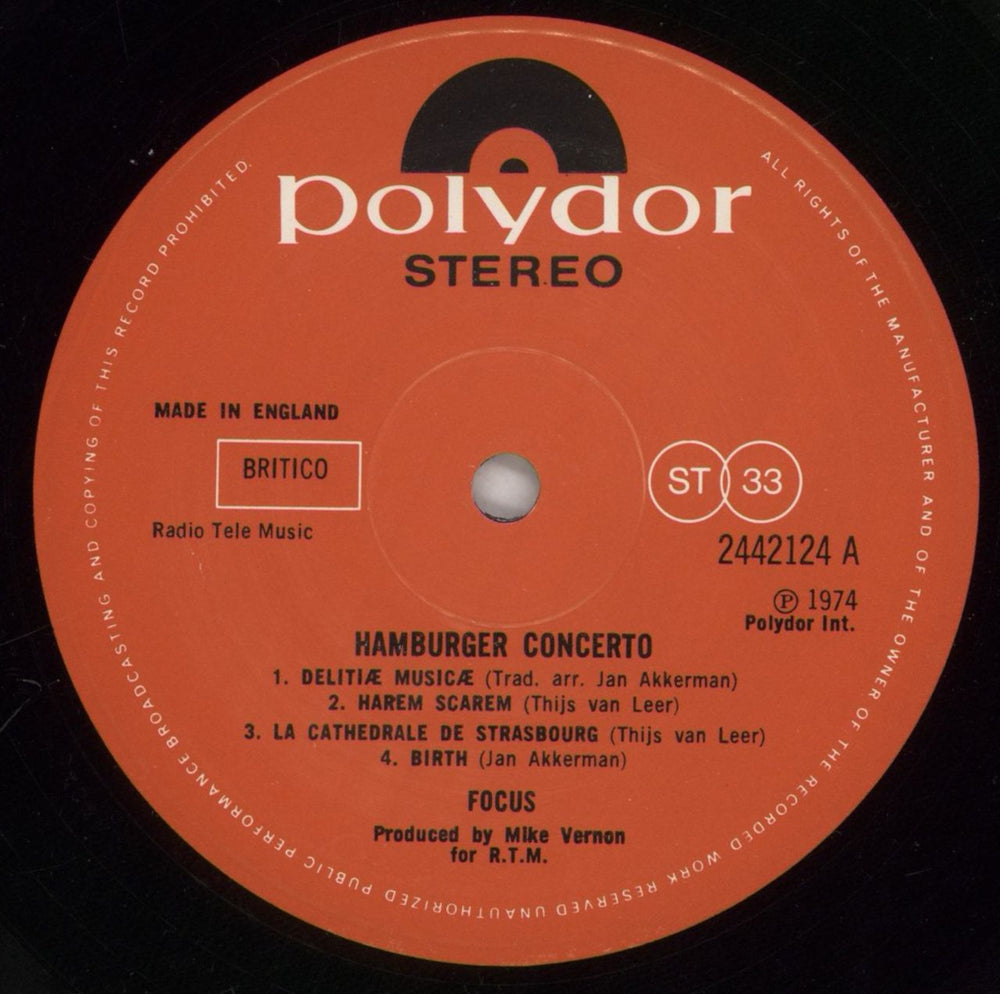 polydor
STEREO
MADE IN ENGLAND
BRITICO
Radio Tele Music
ST 33
2442124 A
Ⓟ 1974
Polydor Int.
HAMBURGER CONCERTO
1. DELITIÆ MUSICÆ (Trad. arr. Jan Akkerman)
2. HAREM SCAREM (Thijs van Leer)
3. LA CATHEDRALE DE STRASBOURG (Thijs van Leer)
4. BIRTH (Jan Akkerman)
FOCUS
Produced by Mike Vernon
for R.T.M.
ALL RIGHTS OF THE MANUFACTURER AND OF THE OWNER OF THE RECORDED WORK RESERVED UNAUTHORIZED PUBLIC PERFORMANCE BROADCASTING AND COPYING OF THIS RECORD PROHIBITED.